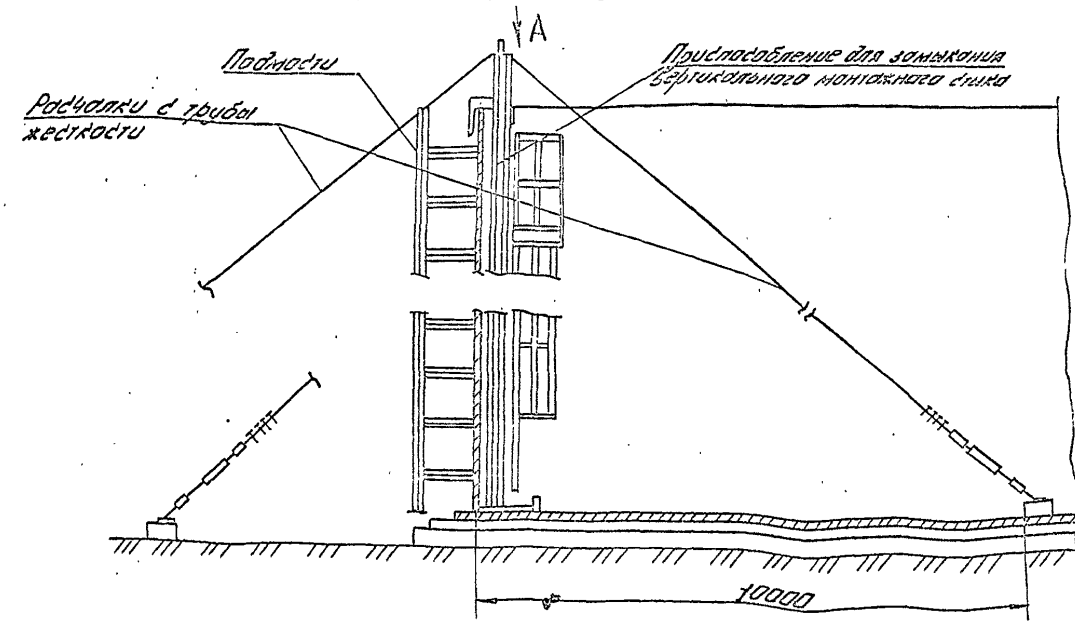 А
Подмости
Приспособление для замыкания
вертикального монтажного стыка
Расчалки с трубы
жесткости
10000